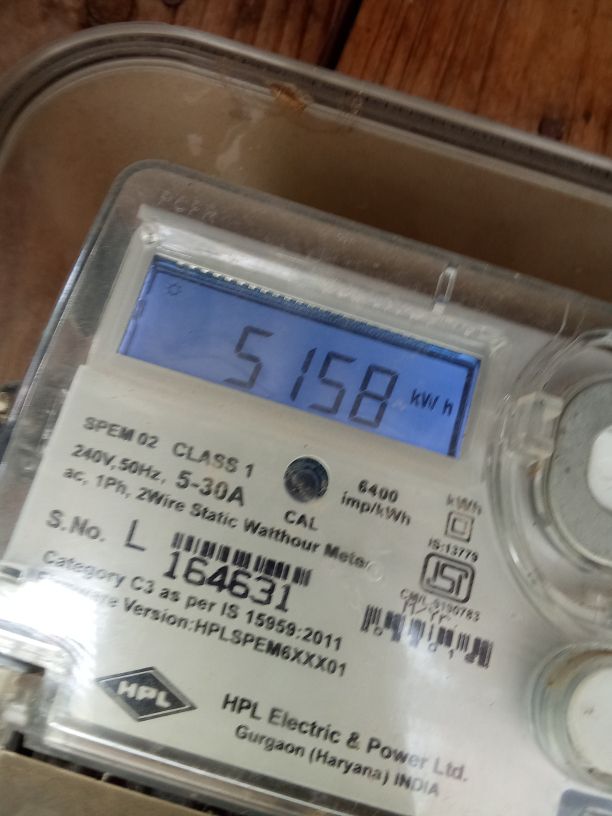 5158 kWh
SPEM 02 CLASS 1
240V,50Hz, 5-30A
ac, 1Ph, 2Wire Static Watthour Meter
CAL
6400
imp/kWh
kWh
IS:13779
S.No. L 164631
Category C3 as per IS 15959:2011
Version:HPLSPEM6XXX01
HPL
HPL Electric & Power Ltd.
Gurgaon (Haryana) INDIA